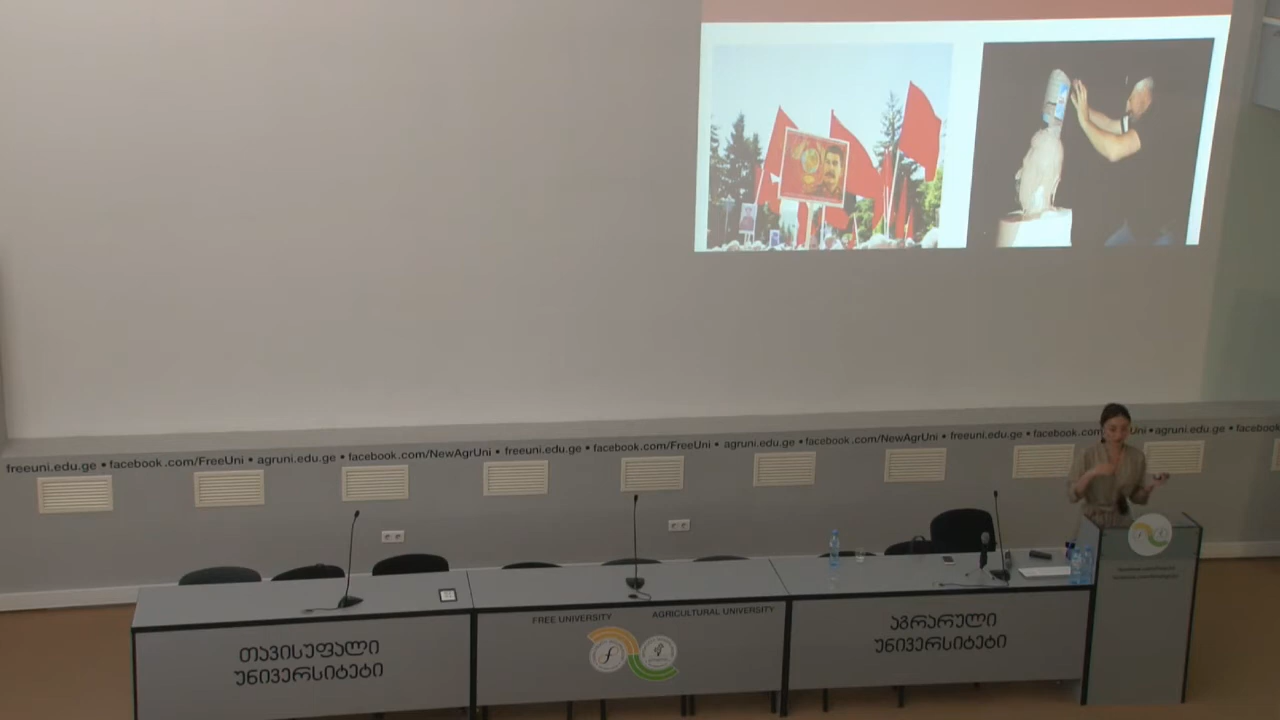 freeuni.edu.ge • facebook.com/FreeUni • agruni.edu.ge • facebook.com/NewAgrUni • freeuni.edu.ge • facebook.com/FreeUni • agruni.edu.ge • facebook.com/NewAgrUni • freeuni.edu.ge • facebook.com Uni • agruni.edu.ge • facebook
FREE UNIVERSITY
AGRICULTURAL UNIVERSITY
თავისუფალი
უნივერსიტეტი
აგრარული
უნივერსიტეტი